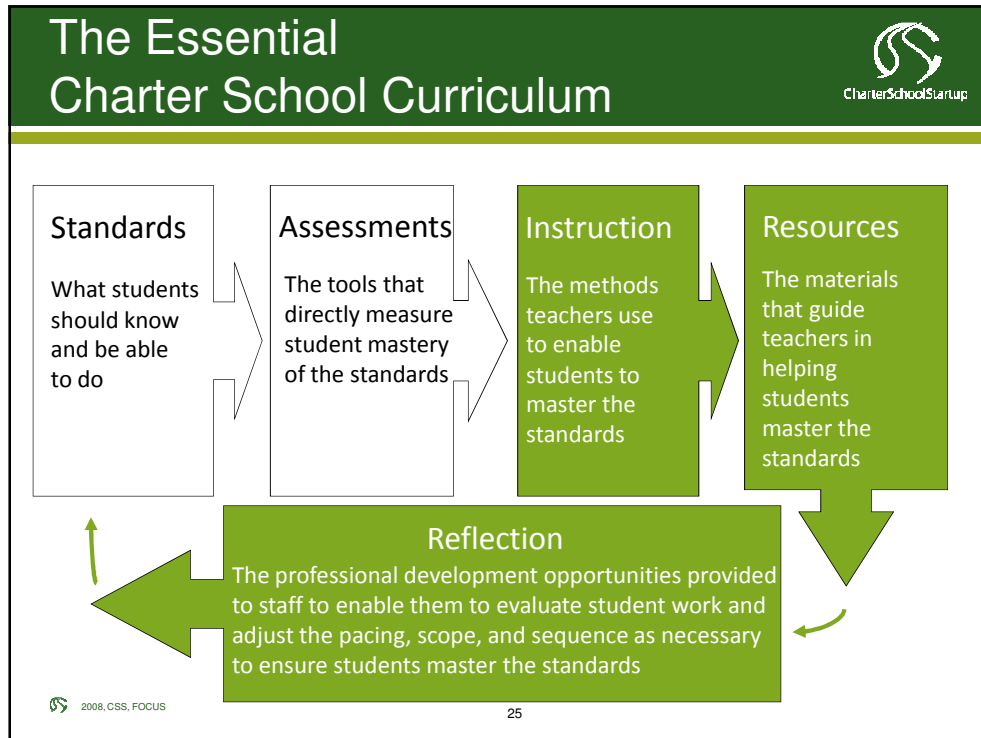 The Essential
Charter School Curriculum
CharterSchoolStartup
Standards
What students
should know
and be able
to do
Assessments
The tools that
directly measure
student mastery
of the standards
Instruction
The methods
teachers use
to enable
students to
master the
standards
Resources
The materials
that guide
teachers in
helping
students
master the
standards
Reflection
The professional development opportunities provided
to staff to enable them to evaluate student work and
adjust the pacing, scope, and sequence as necessary
to ensure students master the standards
2008, CSS, FOCUS
25